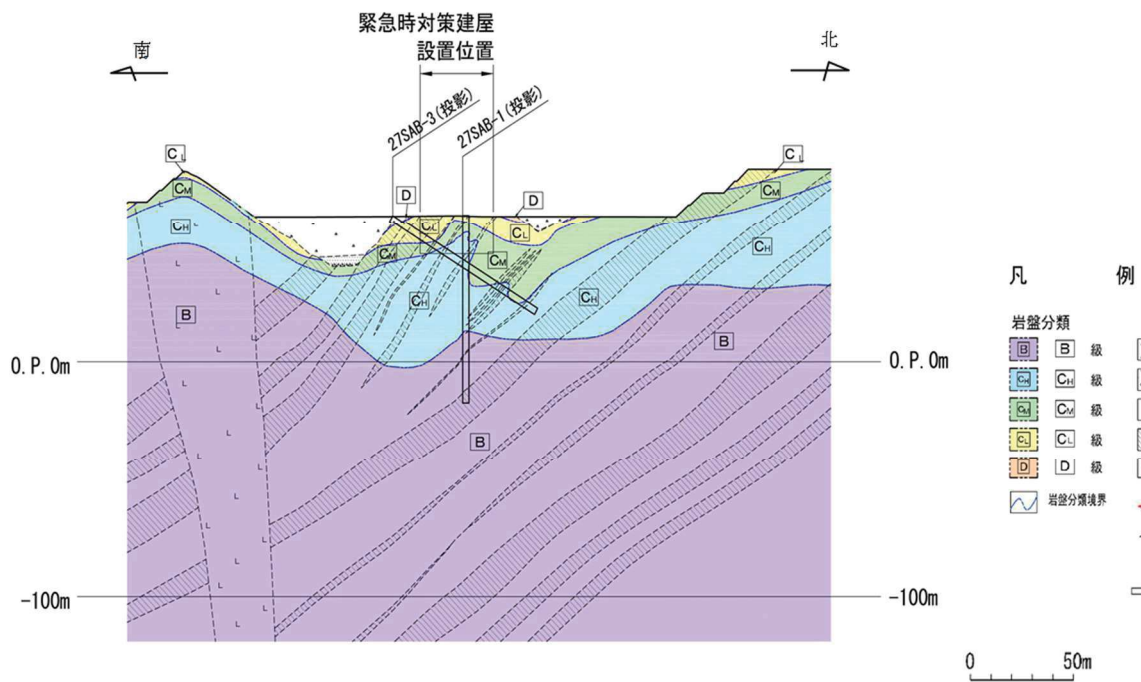 緊急時対策建屋
設置位置
南
北
27SAB-3(投影)
27SAB-1(投影)
CL
CL
CM
D
D
CM
CH
CL
CL
CH
CM
CM
CH
CH
B
B
0.P.0m
0.P.0m
B
-100m
-100m
凡 例
岩盤分類
B B 級
CH CH 級
CM CM 級
CL CL 級
D D 級
岩盤分類境界
0 50m